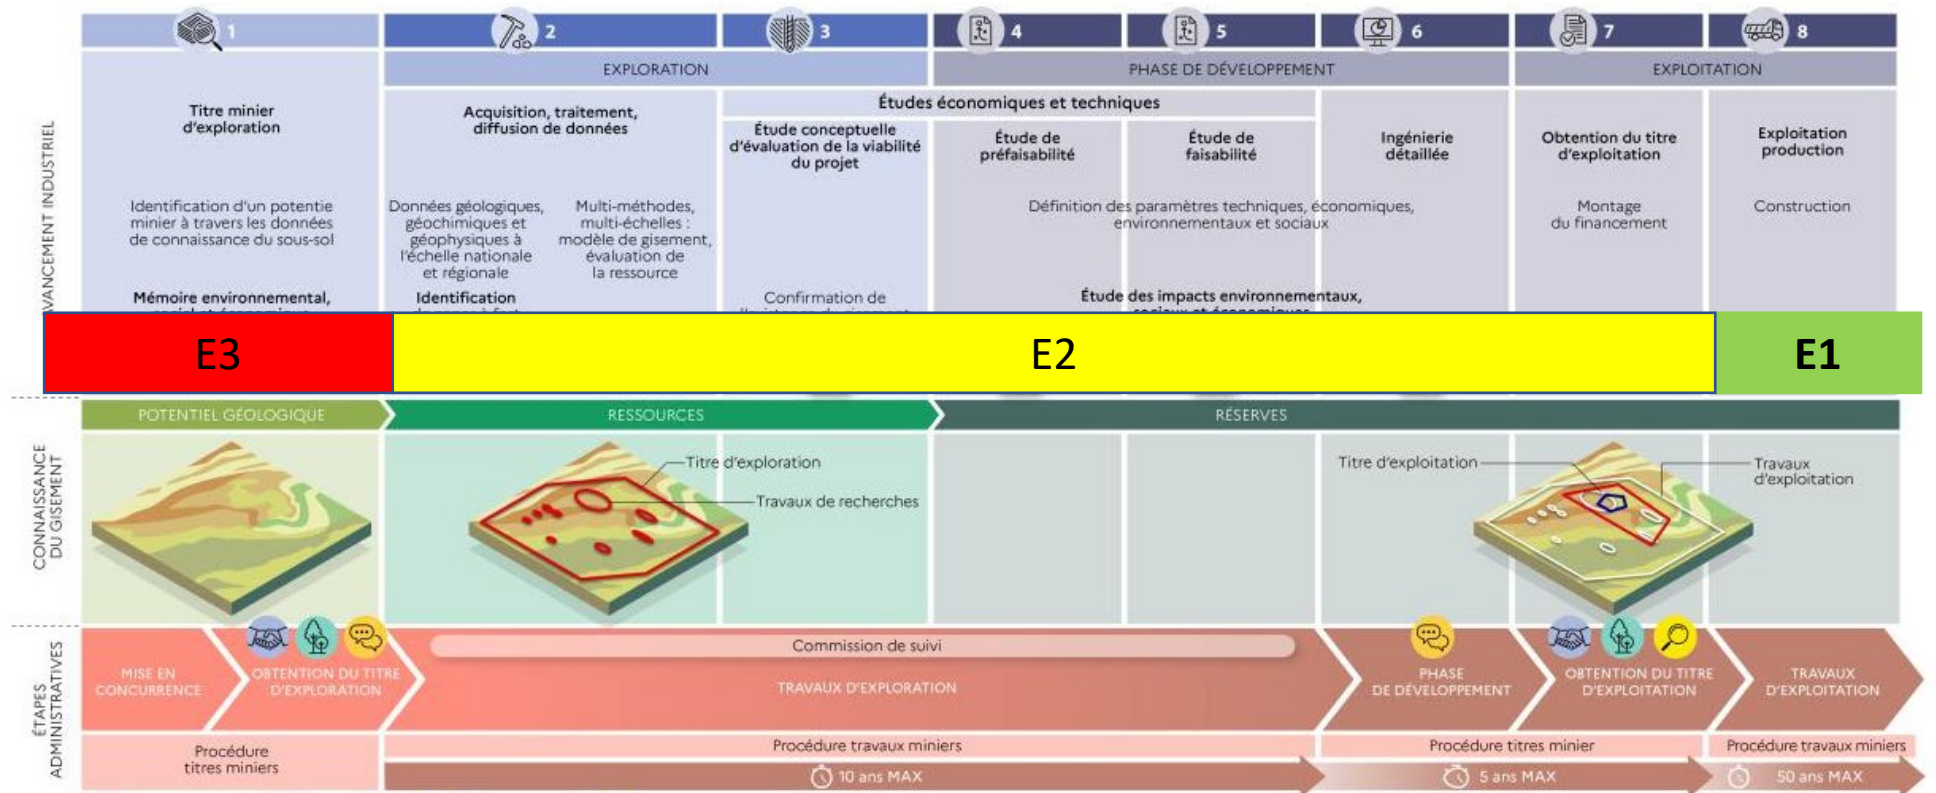 1
2
3
4
5
6
7
8
EXPLORATION
PHASE DE DÉVELOPPEMENT
EXPLOITATION
AVANCEMENT INDUSTRIEL
Titre minier
d'exploration
Acquisition, traitement,
diffusion de données
Études économiques et techniques
Étude conceptuelle
d'évaluation de la viabilité
du projet
Étude de
préfaisabilité
Étude de
faisabilité
Ingénierie
détaillée
Obtention du titre
d'exploitation
Exploitation
production
Identification d'un potentie
minier à travers les données
de connaissance du sous-sol
Données géologiques,
géochimiques et
géophysiques à
l'échelle nationale
et régionale
Multi-méthodes,
multi-échelles :
modèle de gisement,
évaluation de
la ressource
Définition des paramètres techniques, économiques,
environnementaux et sociaux
Montage
du financement
Construction
Mémoire environnemental,
Identification
Confirmation de
Étude des impacts environnementaux,
E3
E2
E1
POTENTIEL GÉOLOGIQUE
RESSOURCES
RÉSERVES
CONNAISSANCE
DU GISEMENT
Titre d'exploration
Travaux de recherches
Titre d'exploitation
Travaux
d'exploitation
ÉTAPES
ADMINISTRATIVES
MISE EN
CONCURRENCE
OBTENTION DU TITRE
D'EXPLORATION
Commission de suivi
TRAVAUX D'EXPLORATION
PHASE
DE DÉVELOPPEMENT
OBTENTION DU TITRE
D'EXPLOITATION
TRAVAUX
D'EXPLOITATION
Procédure
titres miniers
Procédure travaux miniers
Procédure titres minier
Procédure travaux miniers
10 ans MAX
5 ans MAX
50 ans MAX